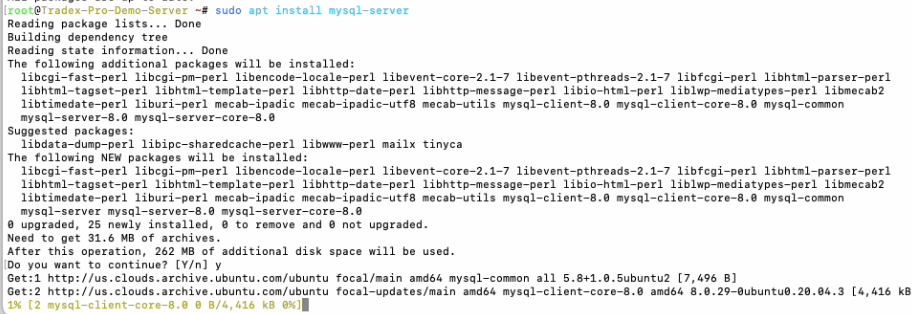 [root@Tradex-Pro-Demo-Server ~# sudo apt install mysql-server
Reading package lists... Done
Building dependency tree
Reading state information... Done
The following additional packages will be installed:
  libcgi-fast-perl libcgi-pm-perl libencode-locale-perl libevent-core-2.1-7 libevent-pthreads-2.1-7 libfcgi-perl libhtml-parser-perl
  libhtml-tagset-perl libhtml-template-perl libhttp-date-perl libhttp-message-perl libio-html-perl liblwp-mediatypes-perl libmecab2
  libtimedate-perl liburi-perl mecab-ipadic mecab-ipadic-utf8 mecab-utils mysql-client-8.0 mysql-client-core-8.0 mysql-common
  mysql-server-8.0 mysql-server-core-8.0
Suggested packages:
  libdata-dump-perl libipc-sharedcache-perl libwww-perl mailx tinyca
The following NEW packages will be installed:
  libcgi-fast-perl libcgi-pm-perl libencode-locale-perl libevent-core-2.1-7 libevent-pthreads-2.1-7 libfcgi-perl libhtml-parser-perl
  libhtml-tagset-perl libhtml-template-perl libhttp-date-perl libhttp-message-perl libio-html-perl liblwp-mediatypes-perl libmecab2
  libtimedate-perl liburi-perl mecab-ipadic mecab-ipadic-utf8 mecab-utils mysql-client-8.0 mysql-client-core-8.0 mysql-common
  mysql-server mysql-server-8.0 mysql-server-core-8.0
0 upgraded, 25 newly installed, 0 to remove and 0 not upgraded.
Need to get 31.6 MB of archives.
After this operation, 262 MB of additional disk space will be used.
[Do you want to continue? [Y/n] y
Get:1 http://us.clouds.archive.ubuntu.com/ubuntu focal/main amd64 mysql-common all 5.8+1.0.5ubuntu2 [7,496 B]
Get:2 http://us.clouds.archive.ubuntu.com/ubuntu focal-updates/main amd64 mysql-client-core-8.0 amd64 8.0.29-0ubuntu0.20.04.3 [4,416 kB
1% [2 mysql-client-core-8.0 0 B/4,416 kB 0%]